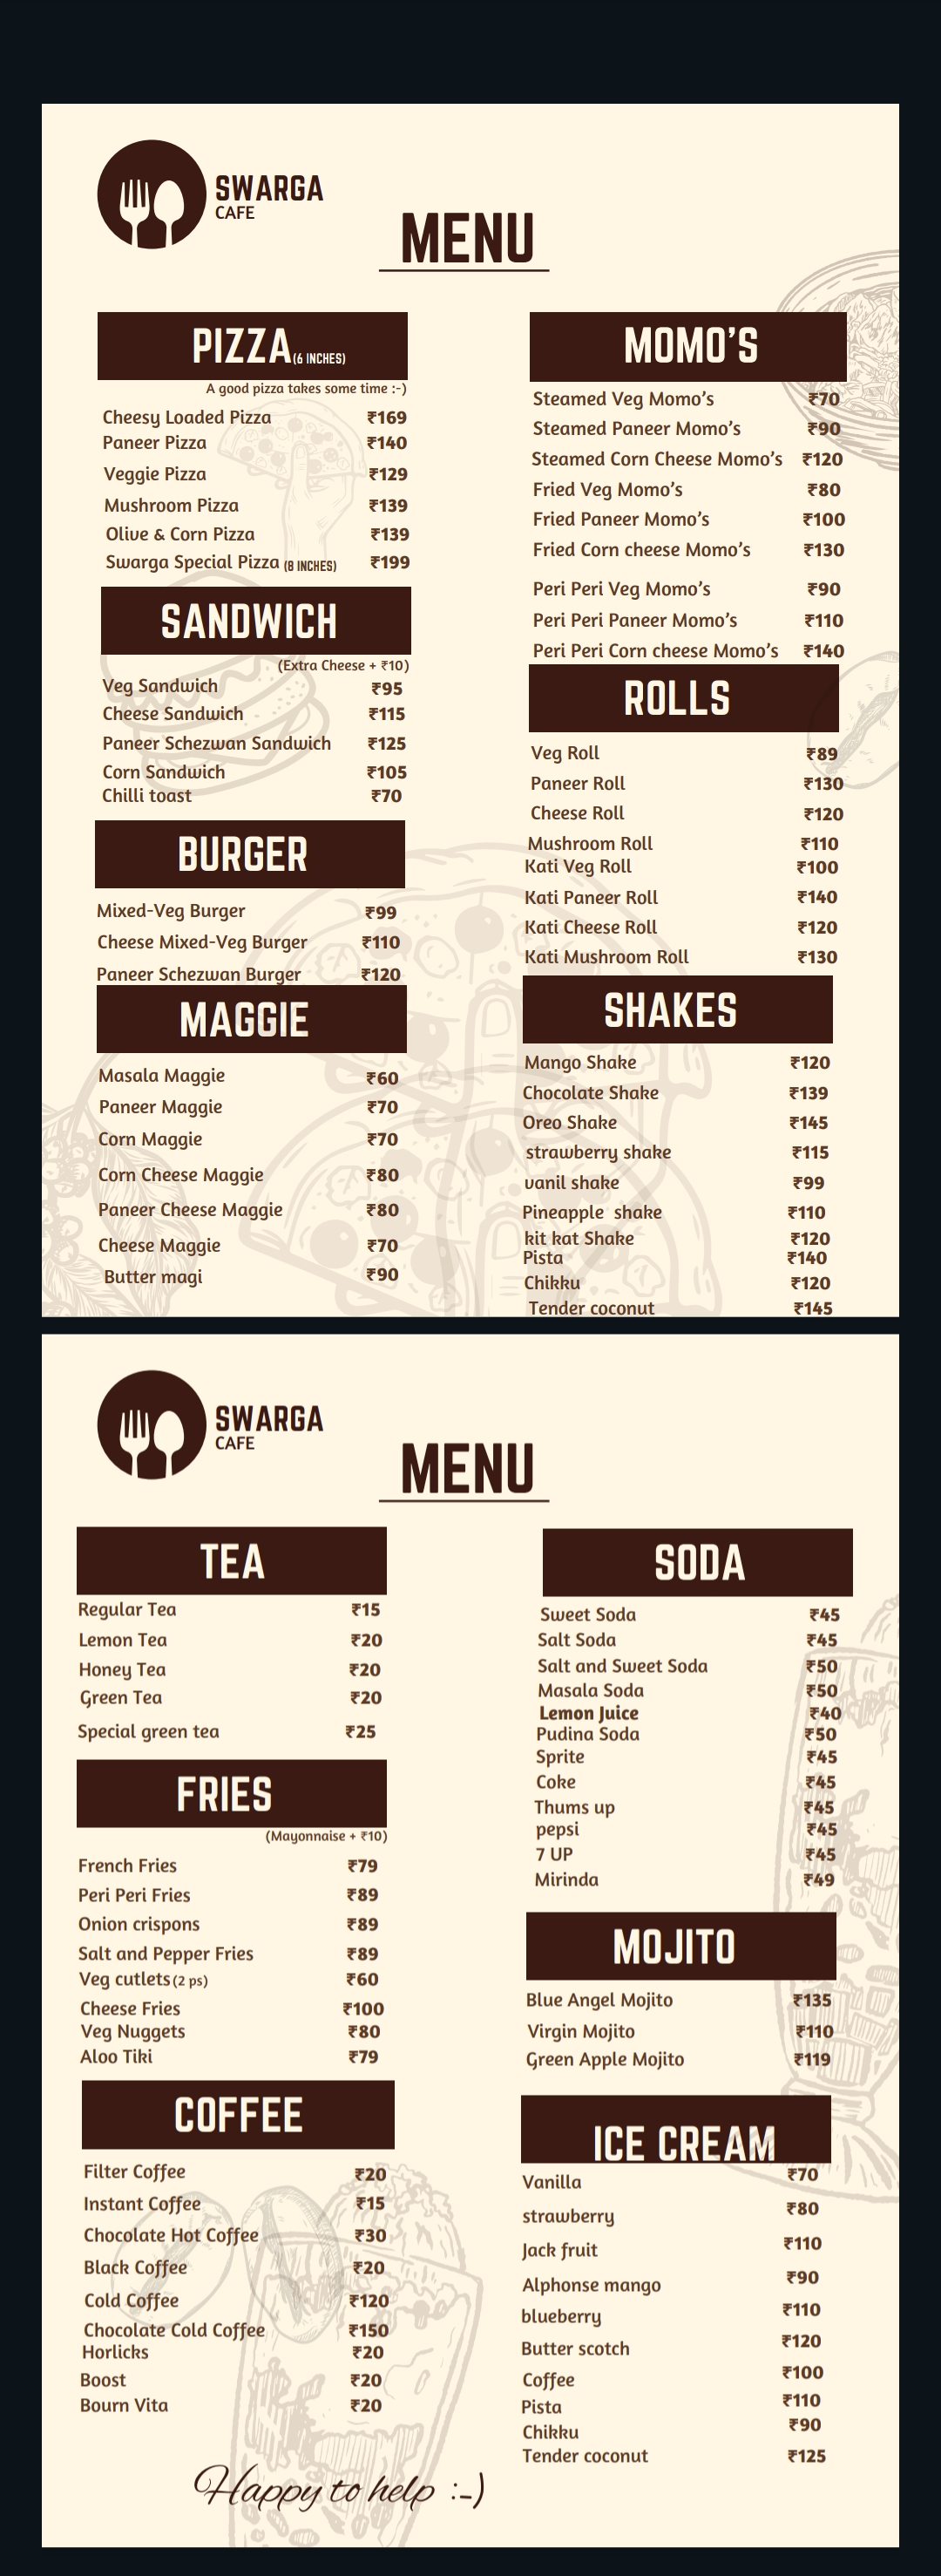 SWARGA
CAFE
MENU
PIZZA(6 INCHES)
A good pizza takes some time :-)
Cheesy Loaded Pizza ₹169
Paneer Pizza ₹140
Veggie Pizza ₹129
Mushroom Pizza ₹139
Olive & Corn Pizza ₹139
Swarga Special Pizza (8 INCHES) ₹199
SANDWICH
(Extra Cheese + ₹10)
Veg Sandwich ₹95
Cheese Sandwich ₹115
Paneer Schezwan Sandwich ₹125
Corn Sandwich ₹105
Chilli toast ₹70
BURGER
Mixed-Veg Burger ₹99
Cheese Mixed-Veg Burger ₹110
Paneer Schezwan Burger ₹120
MAGGIE
Masala Maggie ₹60
Paneer Maggie ₹70
Corn Maggie ₹70
Corn Cheese Maggie ₹80
Paneer Cheese Maggie ₹80
Cheese Maggie ₹70
Butter magi ₹90
MOMO'S
Steamed Veg Momo's ₹70
Steamed Paneer Momo's ₹90
Steamed Corn Cheese Momo's ₹120
Fried Veg Momo's ₹80
Fried Paneer Momo's ₹100
Fried Corn cheese Momo's ₹130
Peri Peri Veg Momo's ₹90
Peri Peri Paneer Momo's ₹110
Peri Peri Corn cheese Momo's ₹140
ROLLS
Veg Roll ₹89
Paneer Roll ₹130
Cheese Roll ₹120
Mushroom Roll ₹110
Kati Veg Roll ₹100
Kati Paneer Roll ₹140
Kati Cheese Roll ₹120
Kati Mushroom Roll ₹130
SHAKES
Mango Shake ₹120
Chocolate Shake ₹139
Oreo Shake ₹145
strawberry shake ₹115
vanil shake ₹99
Pineapple shake ₹110
kit kat Shake ₹120
Pista ₹140
Chikku ₹120
Tender coconut ₹145
SWARGA
CAFE
MENU
TEA
Regular Tea ₹15
Lemon Tea ₹20
Honey Tea ₹20
Green Tea ₹20
Special green tea ₹25
FRIES
(Mayonnaise + ₹10)
French Fries ₹79
Peri Peri Fries ₹89
Onion crispons ₹89
Salt and Pepper Fries ₹89
Veg cutlets(2 ps) ₹60
Cheese Fries ₹100
Veg Nuggets ₹80
Aloo Tiki ₹79
COFFEE
Filter Coffee ₹20
Instant Coffee ₹15
Chocolate Hot Coffee ₹30
Black Coffee ₹20
Cold Coffee ₹120
Chocolate Cold Coffee ₹150
Horlicks ₹20
Boost ₹20
Bourn Vita ₹20
SODA
Sweet Soda ₹45
Salt Soda ₹45
Salt and Sweet Soda ₹50
Masala Soda ₹50
Lemon Juice ₹40
Pudina Soda ₹50
Sprite ₹45
Coke ₹45
Thums up ₹45
pepsi ₹45
7 UP ₹45
Mirinda ₹49
MOJITO
Blue Angel Mojito ₹135
Virgin Mojito ₹110
Green Apple Mojito ₹119
ICE CREAM
Vanilla ₹70
strawberry ₹80
Jack fruit ₹110
Alphonse mango ₹90
blueberry ₹110
Butter scotch ₹120
Coffee ₹100
Pista ₹110
Chikku ₹90
Tender coconut ₹125
Happy to help :-)